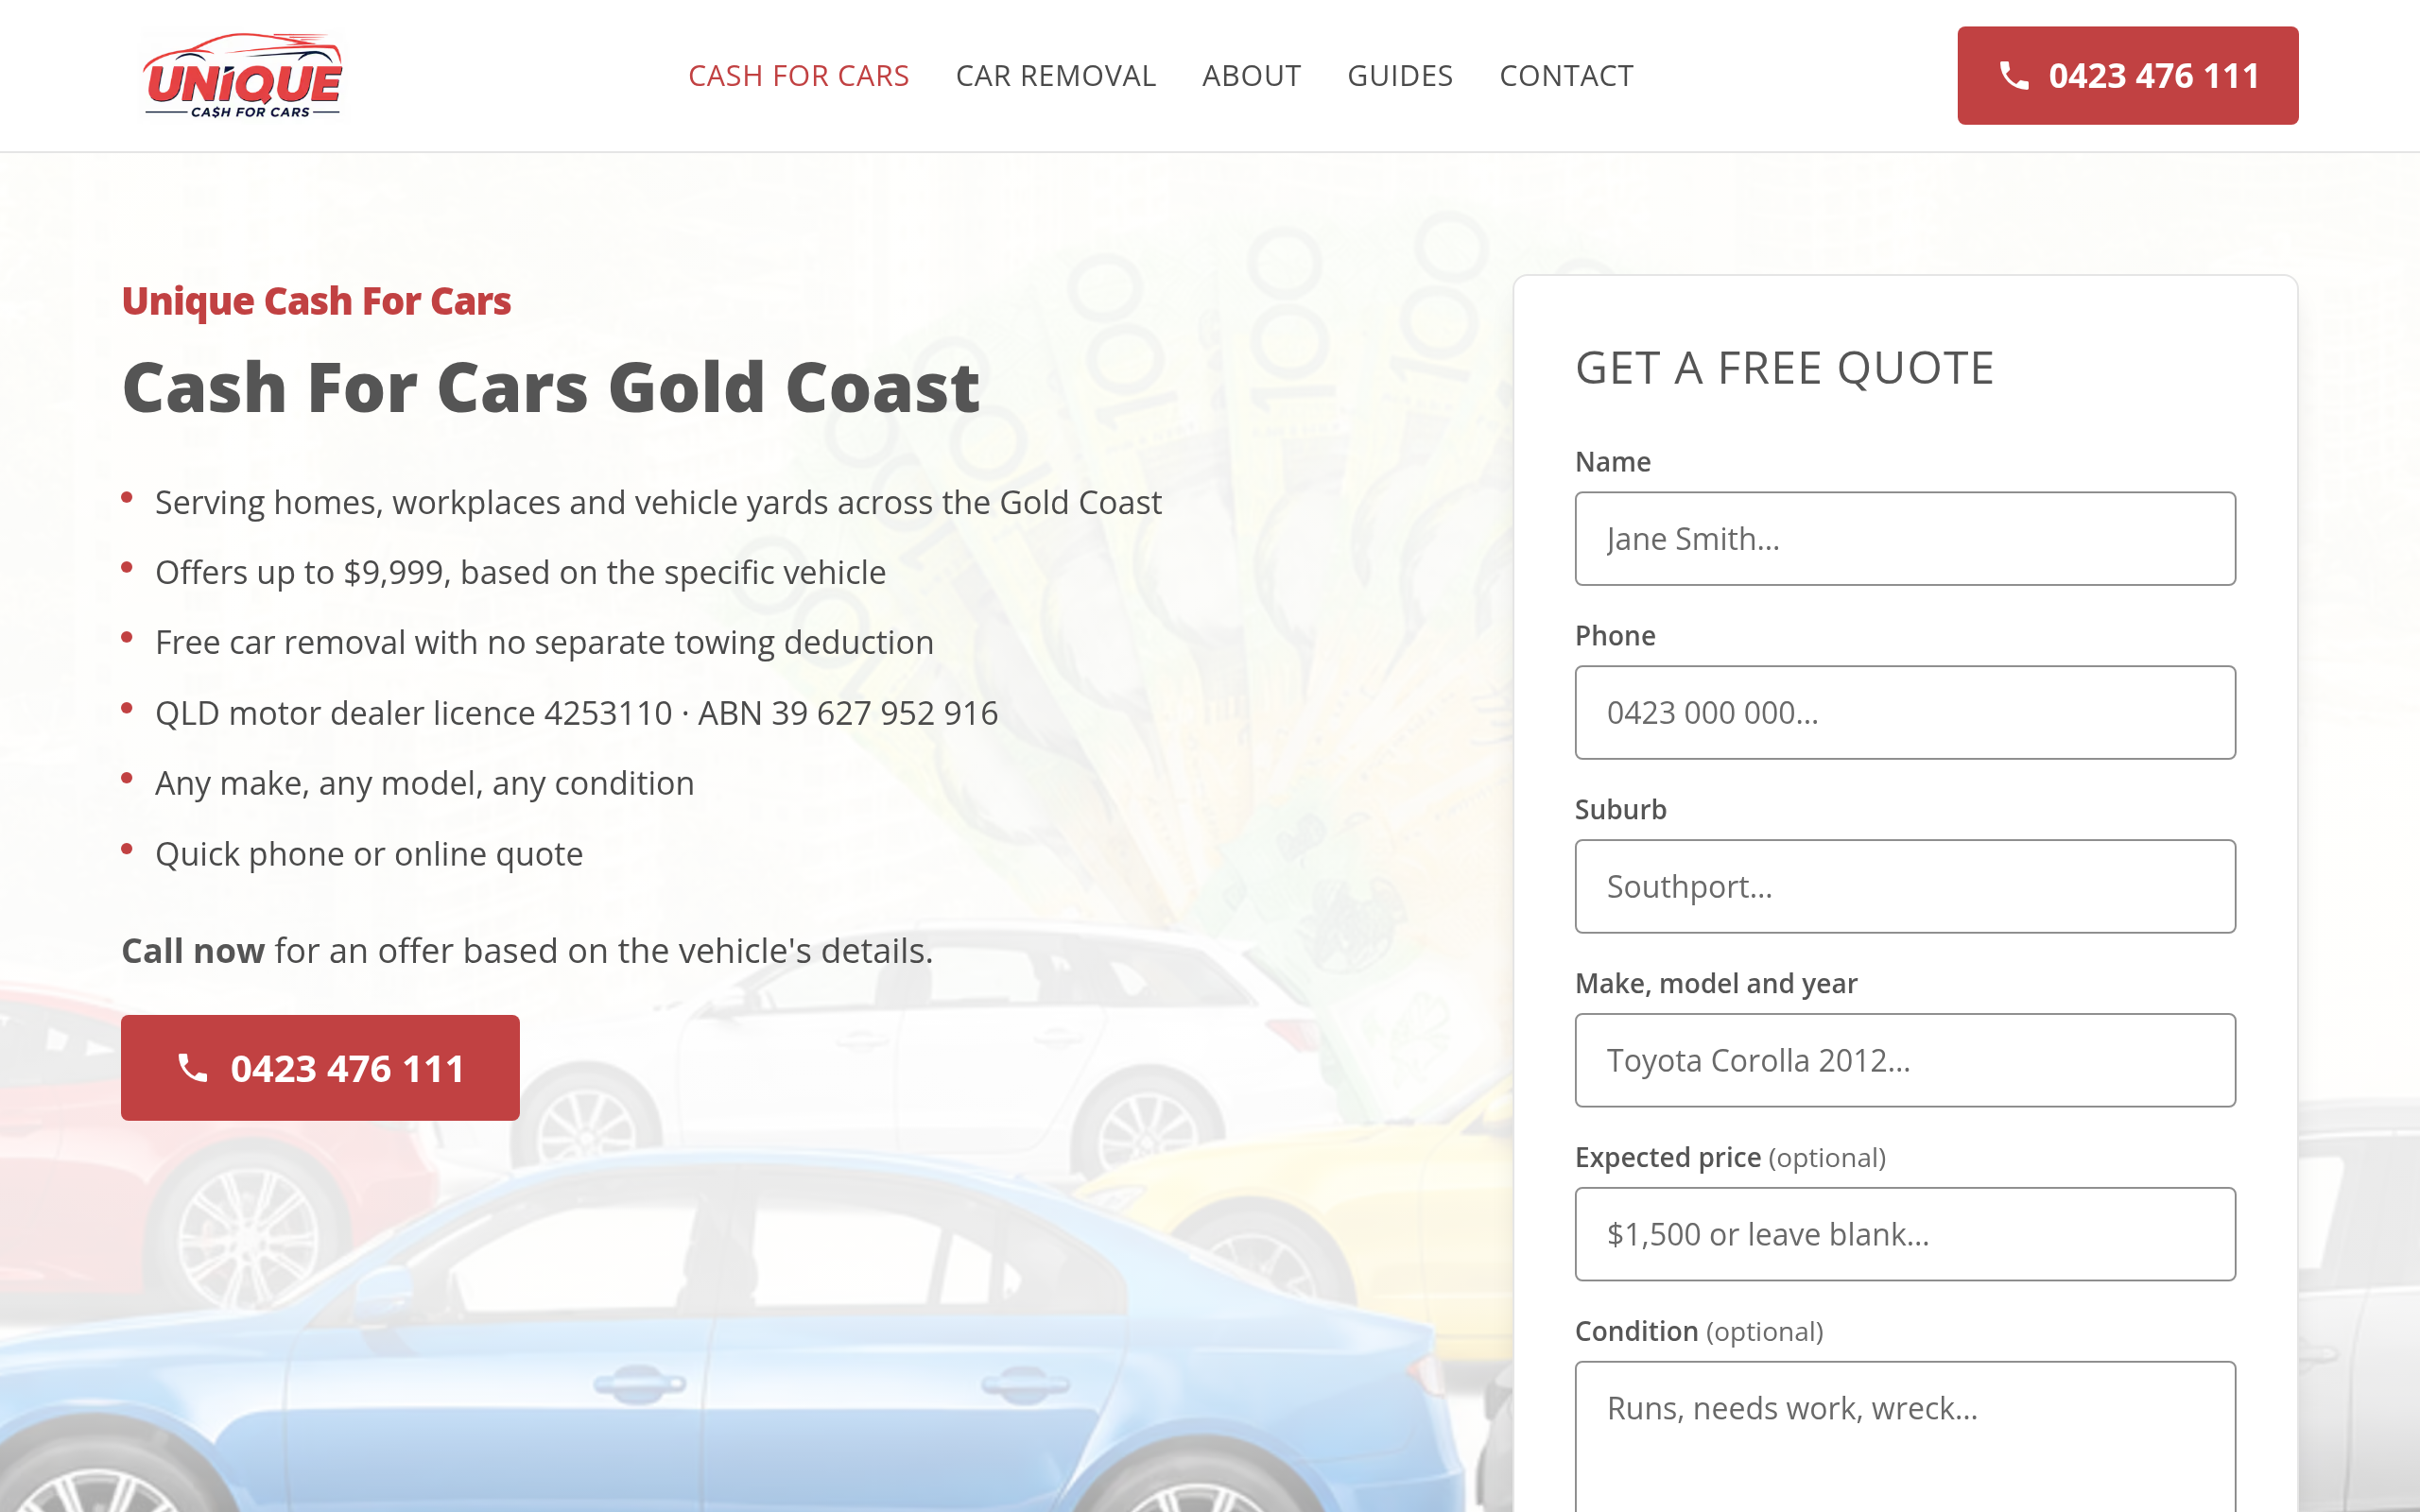 UNIQUE
CA$H FOR CARS
CASH FOR CARS
CAR REMOVAL
ABOUT
GUIDES
CONTACT
0423 476 111
Unique Cash For Cars
Cash For Cars Gold Coast
Serving homes, workplaces and vehicle yards across the Gold Coast
Offers up to $9,999, based on the specific vehicle
Free car removal with no separate towing deduction
QLD motor dealer licence 4253110 · ABN 39 627 952 916
Any make, any model, any condition
Quick phone or online quote
Call now for an offer based on the vehicle's details.
0423 476 111
100
100
100
100
100
100
GET A FREE QUOTE
Name
Jane Smith...
Phone
0423 000 000...
Suburb
Southport...
Make, model and year
Toyota Corolla 2012...
Expected price (optional)
$1,500 or leave blank...
Condition (optional)
Runs, needs work, wreck...